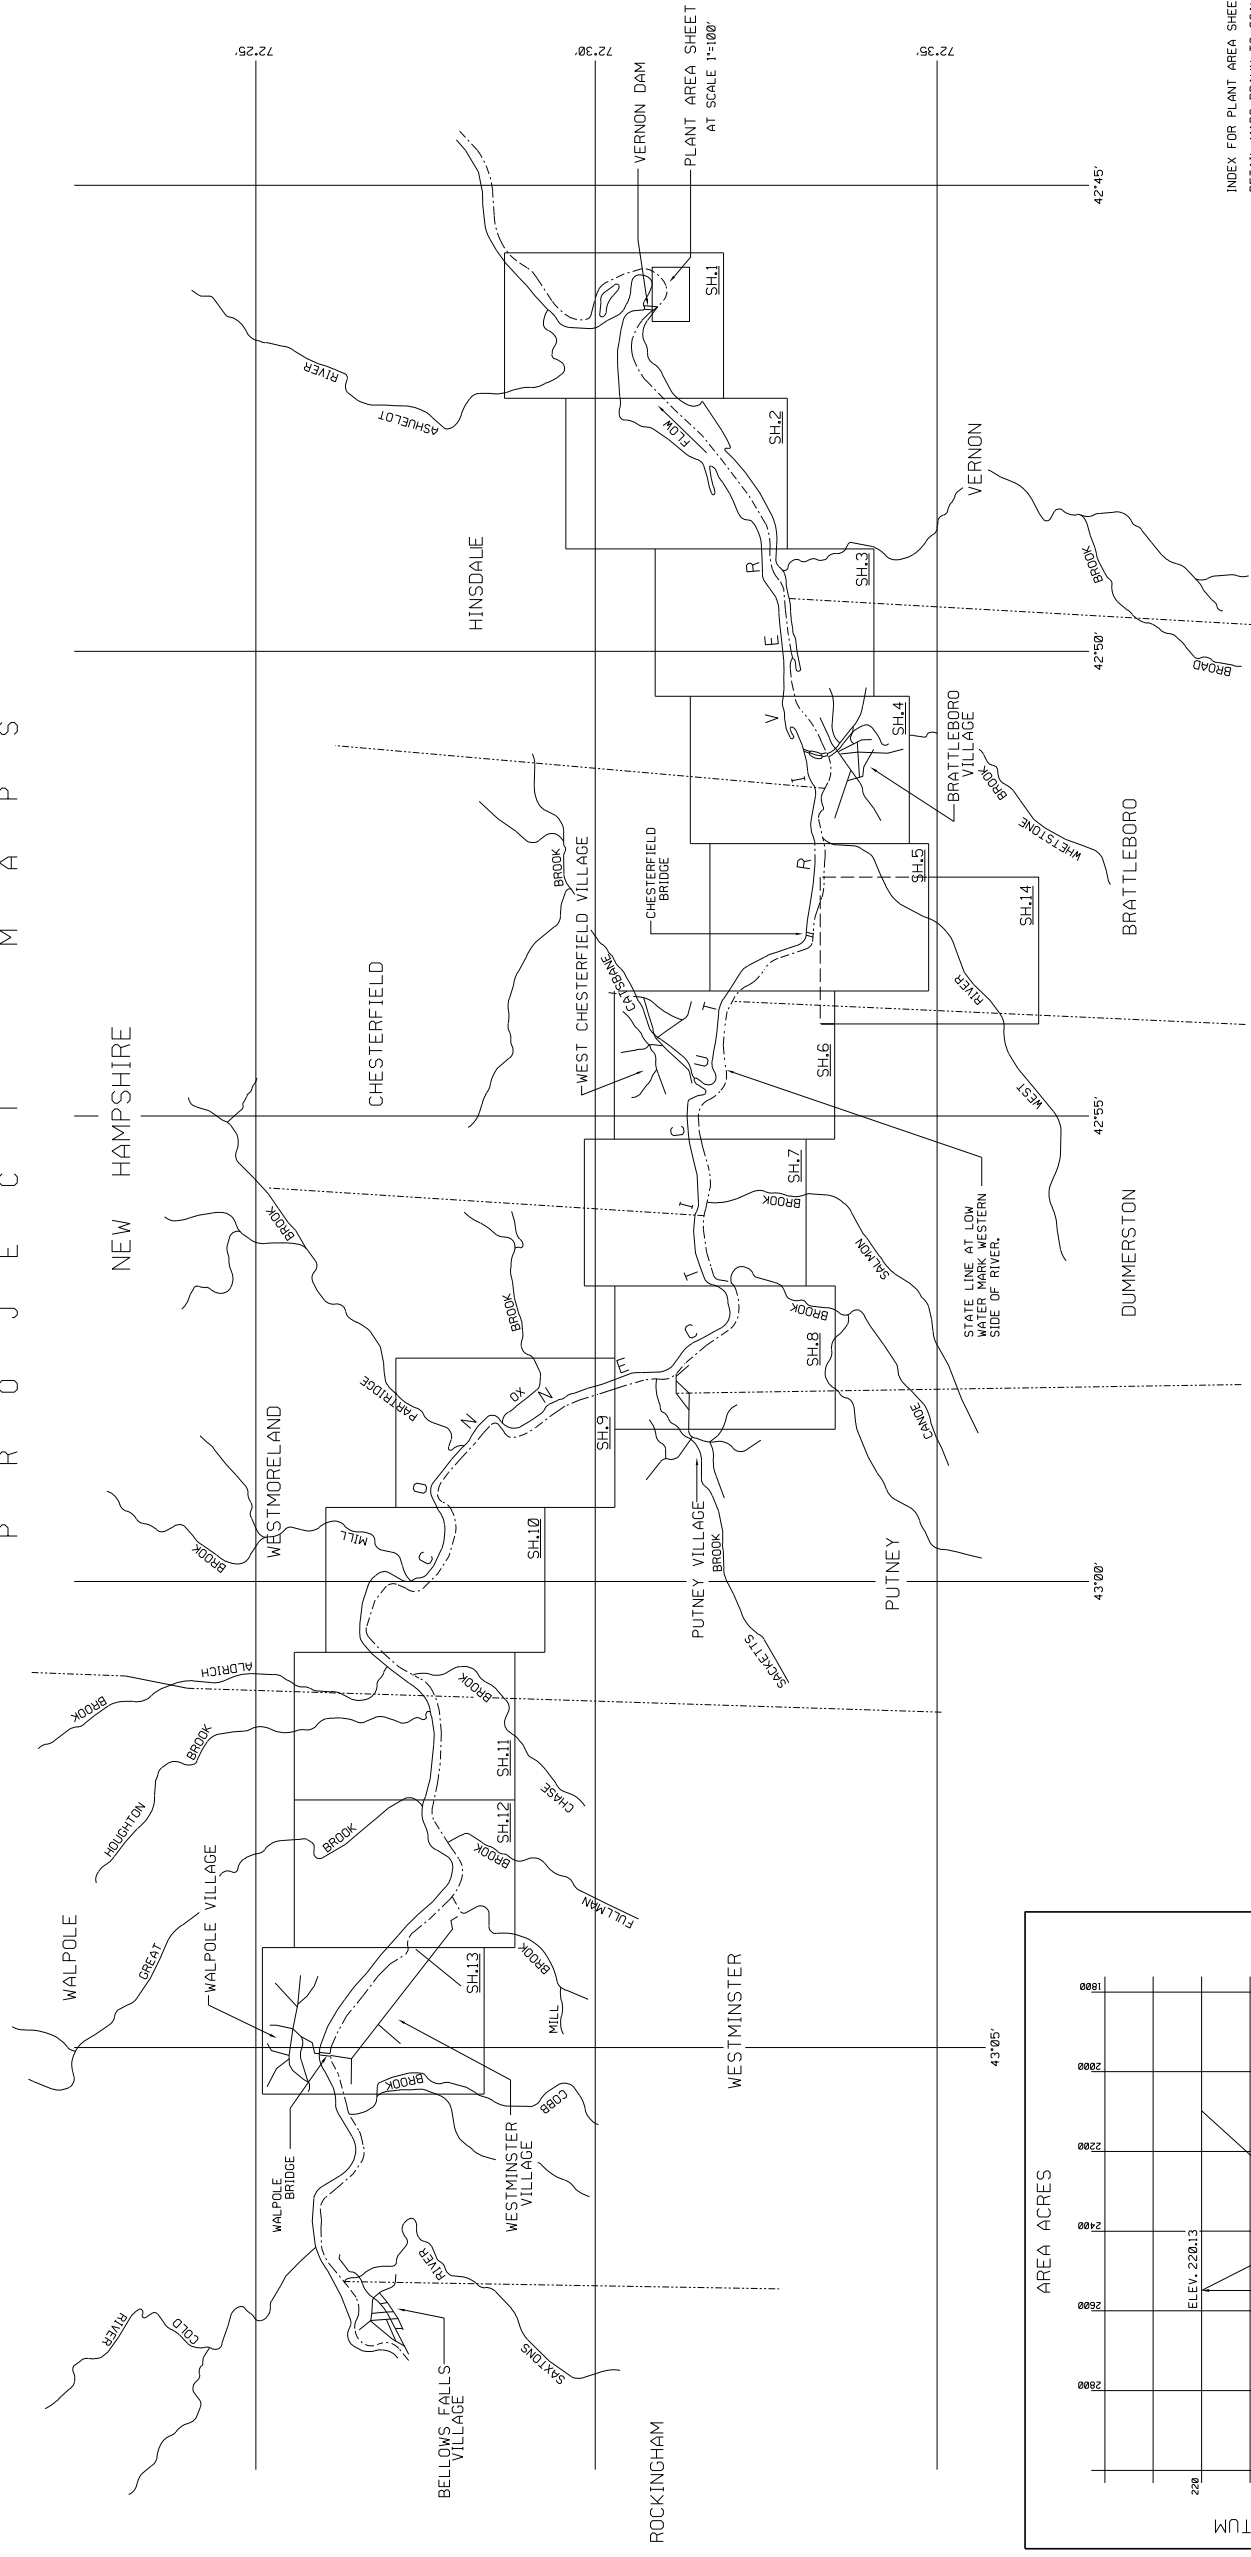 PROJECT MAPS
NEW HAMPSHIRE
WALPOLE
GREAT
BROOK
WALPOLE VILLAGE
HOUGHTON
BROOK
BROOK
ALDRICH
BROOK
MILL
WESTMORELAND
PARTRIDGE
BROOK
OX
BROOK
CHESTERFIELD
BROOK
WEST CHESTERFIELD VILLAGE
CATSBANE
CHESTERFIELD
BRIDGE
HINSDALE
ASHUELOT
RIVER
72°25'
72°30'
72°35'
VERNON DAM
PLANT AREA SHEET
AT SCALE 1"=100'
42°45'
42°50'
42°55'
43°00'
43°05'
SH.1
SH.2
SH.3
SH.4
SH.5
SH.6
SH.7
SH.8
SH.9
SH.10
SH.11
SH.12
SH.13
SH.14
FLOW
CONNECTICUT RIVER
COLD
RIVER
WALPOLE
BRIDGE
BELLOWS FALLS
VILLAGE
ROCKINGHAM
SAXTONS
RIVER
WESTMINSTER
VILLAGE
COBB
BROOK
MILL
BROOK
WESTMINSTER
FULLMAN
BROOK
CHASE
BROOK
SACKETTS
BROOK
PUTNEY VILLAGE
PUTNEY
CANOE
BROOK
SALMON
BROOK
STATE LINE AT LOW
WATER MARK WESTERN
SIDE OF RIVER.
DUMMERSTON
WEST
RIVER
BRATTLEBORO
WHETSTONE
BROOK
BRATTLEBORO
VILLAGE
VERNON
BROAD
BROOK
INDEX FOR PLANT AREA SHEE
AREA ACRES
2800
2600
2400
2200
2000
1800
ELEV. 220.13
220
TUM